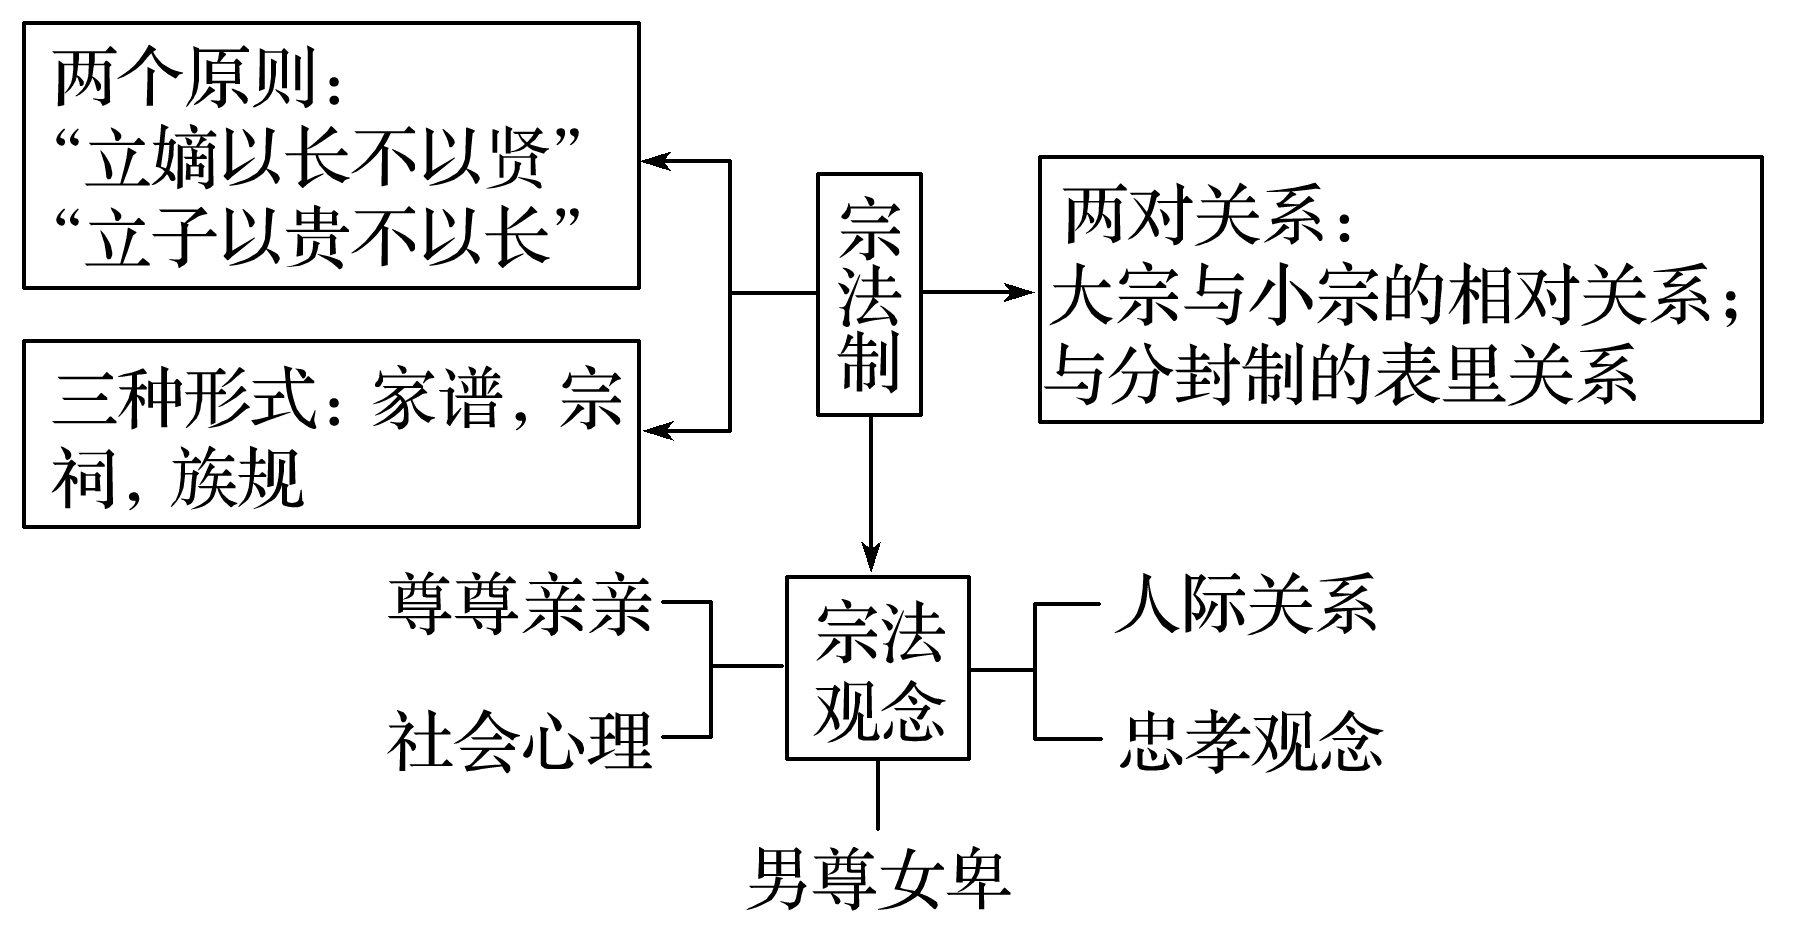 两个原则：
“立嫡以长不以贤”
“立子以贵不以长”
三种形式：家谱，宗
祠，族规
宗法制
两对关系：
大宗与小宗的相对关系；
与分封制的表里关系
尊尊亲亲
社会心理
宗法
观念
人际关系
忠孝观念
男尊女卑